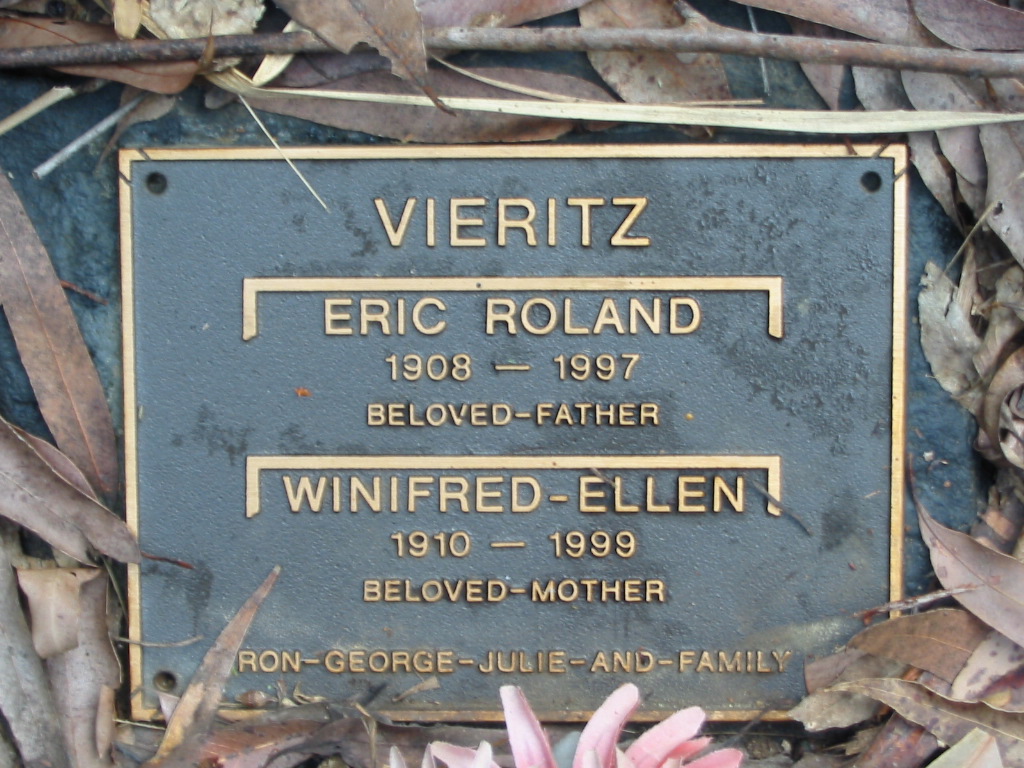 VIERITZ
ERIC ROLAND
1908 — 1997
BELOVED-FATHER
WINIFRED-ELLEN
1910 — 1999
BELOVED-MOTHER
RON-GEORGE-JULIE-AND-FAMILY